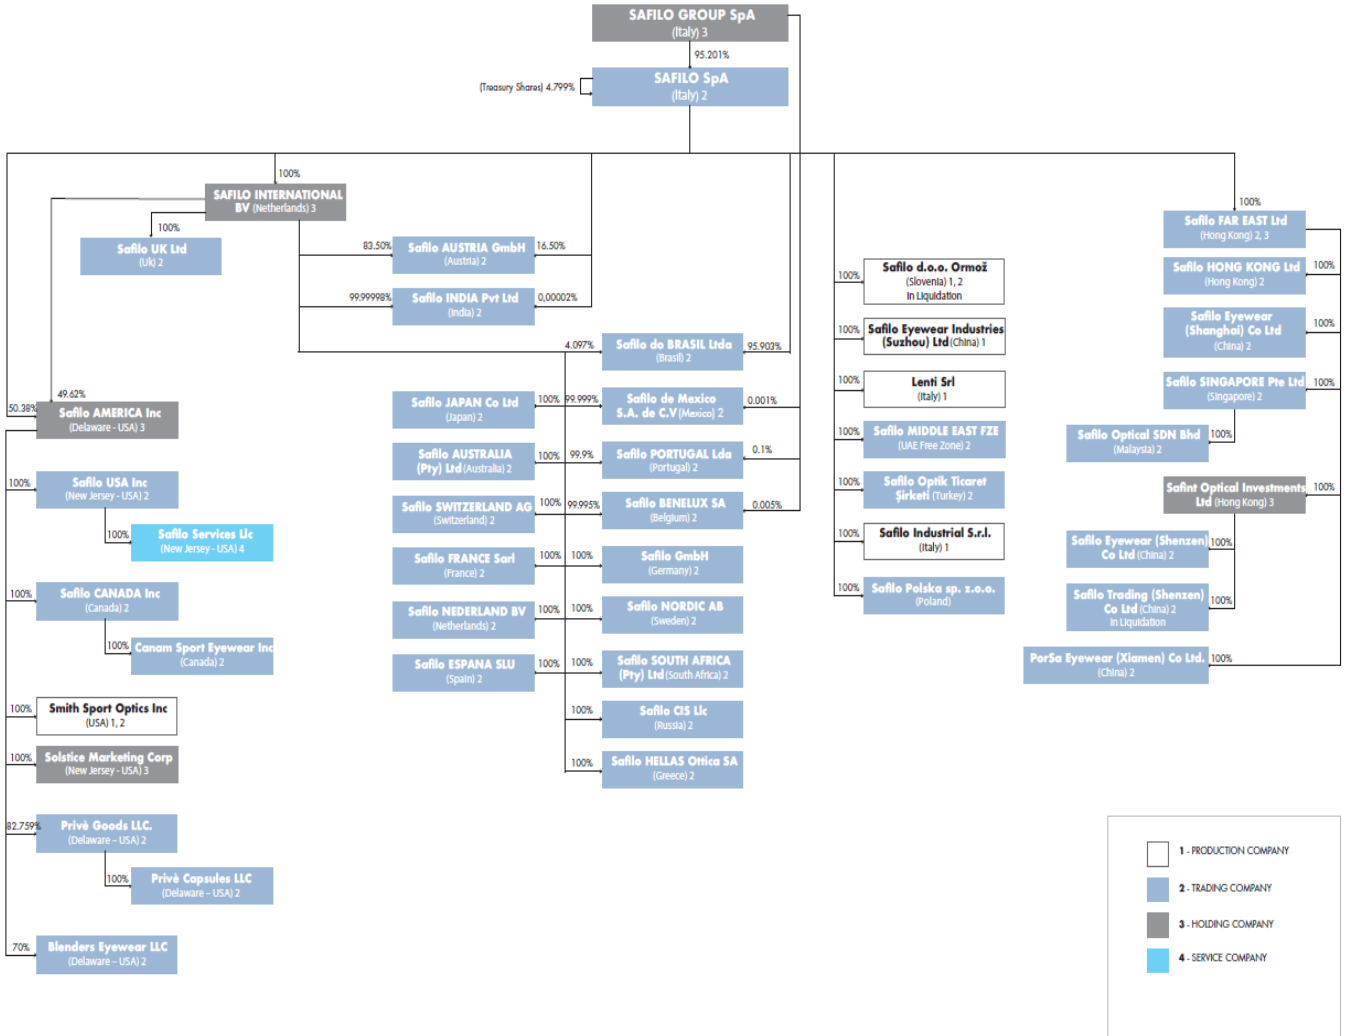 SAFILO GROUP SpA
(Italy) 3
95.201%
(Treasury Shares) 4.799%
SAFILO SpA
(Italy) 2
100%
SAFILO INTERNATIONAL
BV (Netherlands) 3
100%
Safilo UK Ltd
(Uk) 2
49.62%
50.38%
Safilo AMERICA Inc
(Delaware - USA) 3
100%
Safilo USA Inc
(New Jersey - USA) 2
100%
Safilo Services Llc
(New Jersey - USA) 4
100%
Safilo CANADA Inc
(Canada) 2
100%
Canam Sport Eyewear Inc
(Canada) 2
100%
Smith Sport Optics Inc
(USA) 1, 2
100%
Solstice Marketing Corp
(New Jersey - USA) 3
82.759%
Privè Goods LLC.
(Delaware – USA) 2
100%
Privè Capsules LLC
(Delaware – USA) 2
70%
Blenders Eyewear LLC
(Delaware – USA) 2
83.50%
Safilo AUSTRIA GmbH
(Austria) 2
16.50%
99.99998%
Safilo INDIA Pvt Ltd
(India) 2
0,00002%
4.097%
Safilo do BRASIL Ltda
(Brasil) 2
95.903%
Safilo JAPAN Co Ltd
(Japan) 2
100%
99.999%
Safilo de Mexico
S.A. de C.V (Mexico) 2
0.001%
Safilo AUSTRALIA
(Pty) Ltd (Australia) 2
100%
99.9%
Safilo PORTUGAL Lda
(Portugal) 2
0.1%
Safilo SWITZERLAND AG
(Switzerland) 2
100%
99.995%
Safilo BENELUX SA
(Belgium) 2
0.005%
Safilo FRANCE Sarl
(France) 2
100%
100%
Safilo GmbH
(Germany) 2
Safilo NEDERLAND BV
(Netherlands) 2
100%
100%
Safilo NORDIC AB
(Sweden) 2
Safilo ESPANA SLU
(Spain) 2
100%
100%
Safilo SOUTH AFRICA
(Pty) Ltd (South Africa) 2
100%
Safilo CIS Llc
(Russia) 2
100%
Safilo HELLAS Ottica SA
(Greece) 2
100%
Safilo d.o.o. Ormož
(Slovenia) 1, 2
In Liquidation
100%
Safilo Eyewear Industries
(Suzhou) Ltd (China) 1
100%
Lenti Srl
(Italy) 1
100%
Safilo MIDDLE EAST FZE
(UAE Free Zone) 2
100%
Safilo Optik Ticaret
Şirketi (Turkey) 2
100%
Safilo Industrial S.r.l.
(Italy) 1
100%
Safilo Polska sp. z.o.o.
(Poland)
100%
Safilo FAR EAST Ltd
(Hong Kong) 2, 3
Safilo HONG KONG Ltd
(Hong Kong) 2
100%
Safilo Eyewear
(Shanghai) Co Ltd
(China) 2
100%
Safilo SINGAPORE Pte Ltd
(Singapore) 2
100%
Safilo Optical SDN Bhd
(Malaysia) 2
100%
Safint Optical Investments
Ltd (Hong Kong) 3
100%
Safilo Eyewear (Shenzen)
Co Ltd (China) 2
100%
Safilo Trading (Shenzen)
Co Ltd (China) 2
In Liquidation
100%
PorSa Eyewear (Xiamen) Co Ltd.
(China) 2
100%
1 - PRODUCTION COMPANY
2 - TRADING COMPANY
3 - HOLDING COMPANY
4 - SERVICE COMPANY